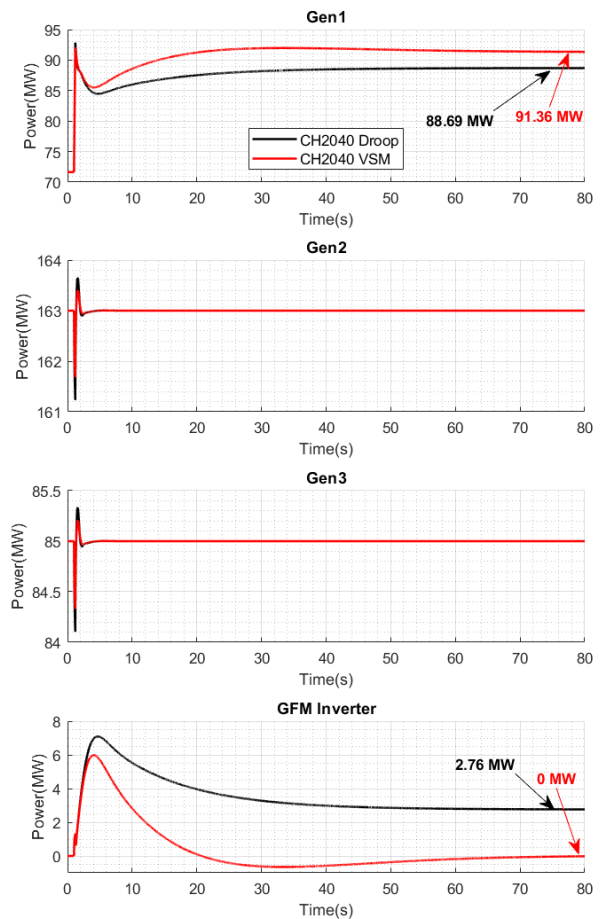 Gen1
95
90
85
80
75
70
Power(MW)
88.69 MW
91.36 MW
CH2040 Droop
CH2040 VSM
0 10 20 30 40 50 60 70 80
Time(s)
Gen2
164
163
162
161
Power(MW)
0 10 20 30 40 50 60 70 80
Time(s)
Gen3
85.5
85
84.5
84
Power(MW)
0 10 20 30 40 50 60 70 80
Time(s)
GFM Inverter
8
6
4
2
0
Power(MW)
2.76 MW
0 MW
0 10 20 30 40 50 60 70 80
Time(s)